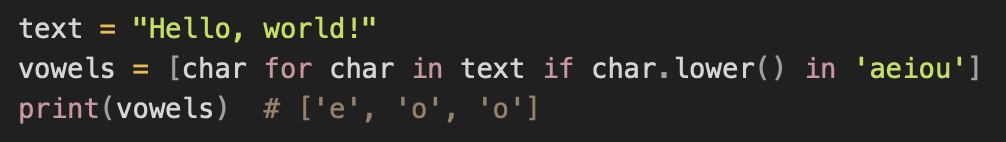 text = "Hello, world!"
vowels = [char for char in text if char.lower() in 'aeiou']
print(vowels)  # ['e', 'o', 'o']